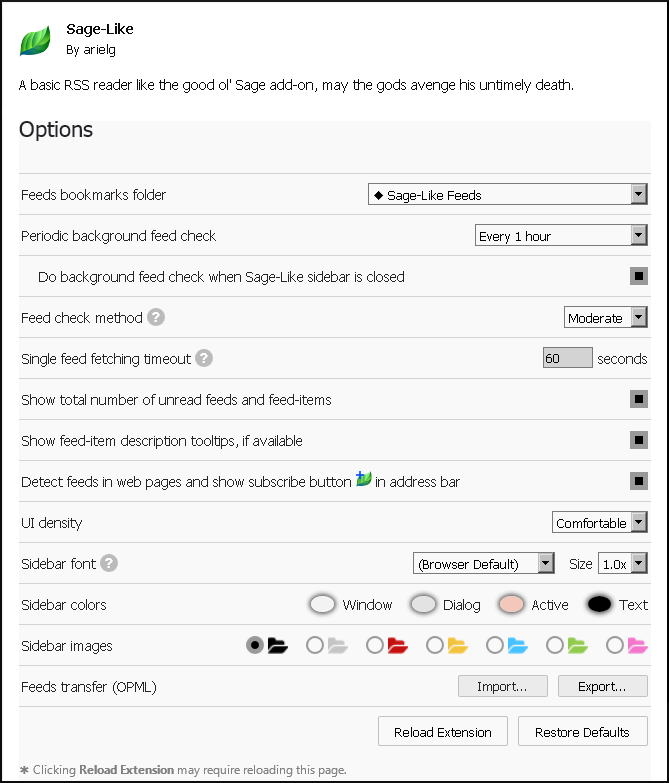 Sage-Like
By arielg
A basic RSS reader like the good ol' Sage add-on, may the gods avenge his untimely death.
Options
Feeds bookmarks folder ◆ Sage-Like Feeds
Periodic background feed check Every 1 hour
Do background feed check when Sage-Like sidebar is closed
Feed check method ? Moderate
Single feed fetching timeout ? 60 seconds
Show total number of unread feeds and feed-items
Show feed-item description tooltips, if available
Detect feeds in web pages and show subscribe button in address bar
UI density Comfortable
Sidebar font ? (Browser Default) Size 1.0x
Sidebar colors Window Dialog Active Text
Sidebar images
Feeds transfer (OPML) Import... Export...
Reload Extension Restore Defaults
✱ Clicking Reload Extension may require reloading this page.